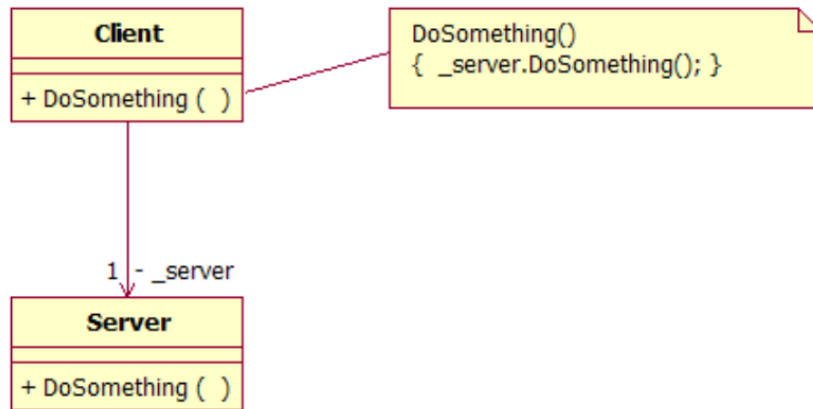 Client
+ DoSomething ( )
DoSomething()
{ _server.DoSomething(); }
1 - _server
Server
+ DoSomething ( )